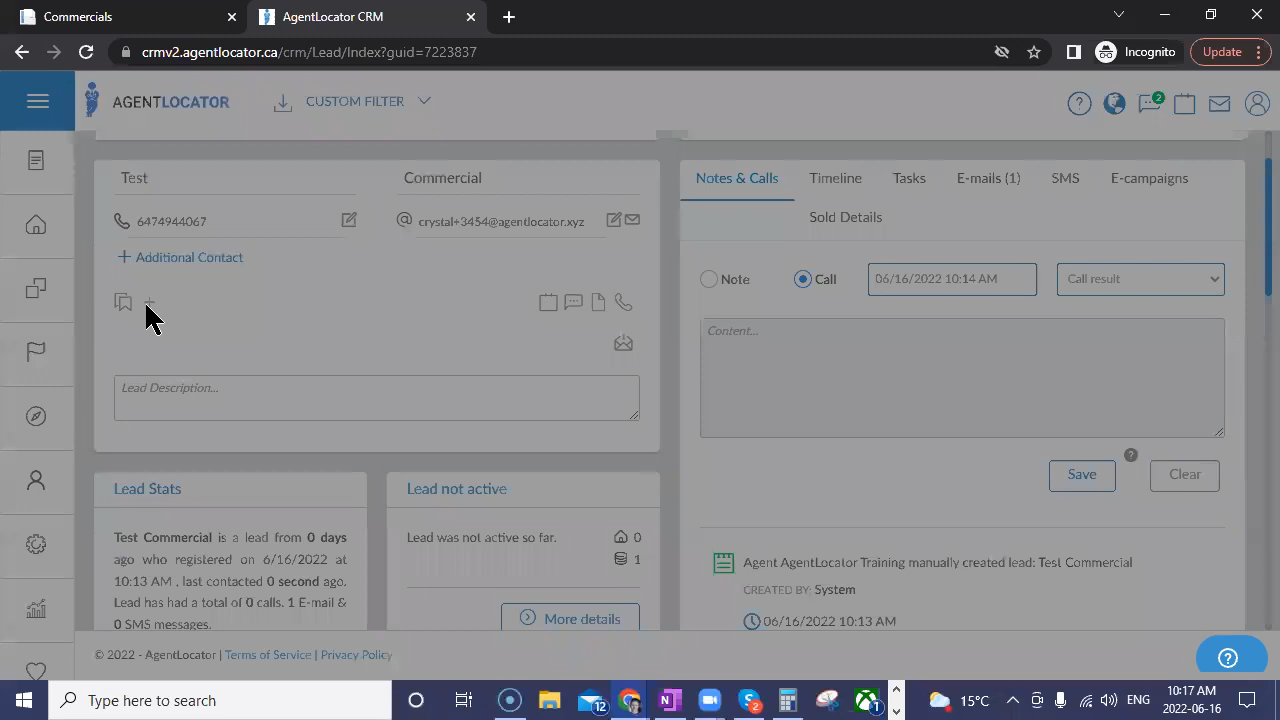 Commercials
AgentLocator CRM
crmv2.agentlocator.ca/crm/Lead/Index?guid=7223837
Incognito
Update
AGENTLOCATOR
CUSTOM FILTER
2
Test
Commercial
6474944067
crystal+3454@agentlocator.xyz
+ Additional Contact
Lead Description...
Lead Stats
Test Commercial is a lead from 0 days
ago who registered on 6/16/2022 at
10:13 AM , last contacted 0 second ago.
Lead has had a total of 0 calls, 1 E-mail &
0 SMS messages.
Lead not active
Lead was not active so far.
0
1
More details
Notes & Calls
Timeline
Tasks
E-mails (1)
SMS
E-campaigns
Sold Details
Note
Call
06/16/2022 10:14 AM
Call result
Content...
?
Save
Clear
Agent AgentLocator Training manually created lead: Test Commercial
CREATED BY: System
06/16/2022 10:13 AM
© 2022 - AgentLocator | Terms of Service | Privacy Policy
Type here to search
12
2
1
15°C
ENG
10:17 AM
2022-06-16